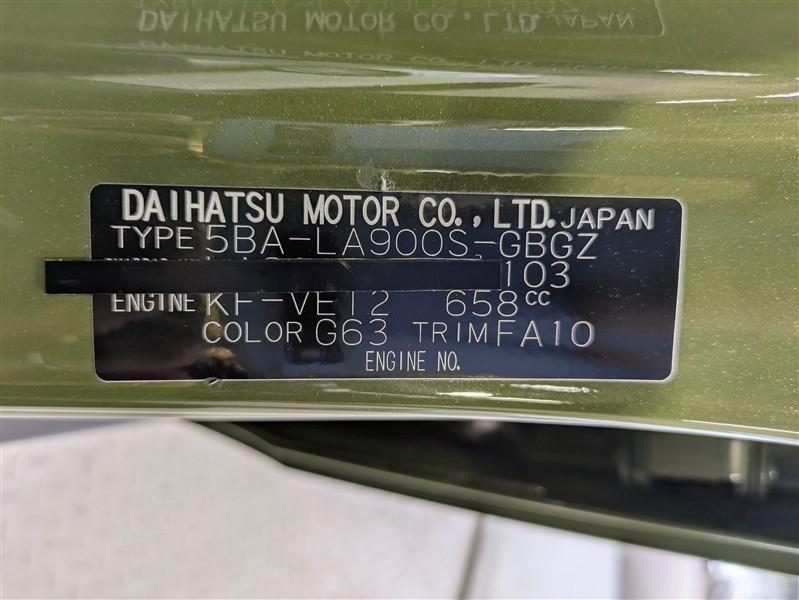 DAIHATSU MOTOR CO., LTD. JAPAN
TYPE 5BA-LA900S-GBGZ
103
ENGINE KF-VET2 658cc
COLOR G63 TRIM FA10
ENGINE NO.